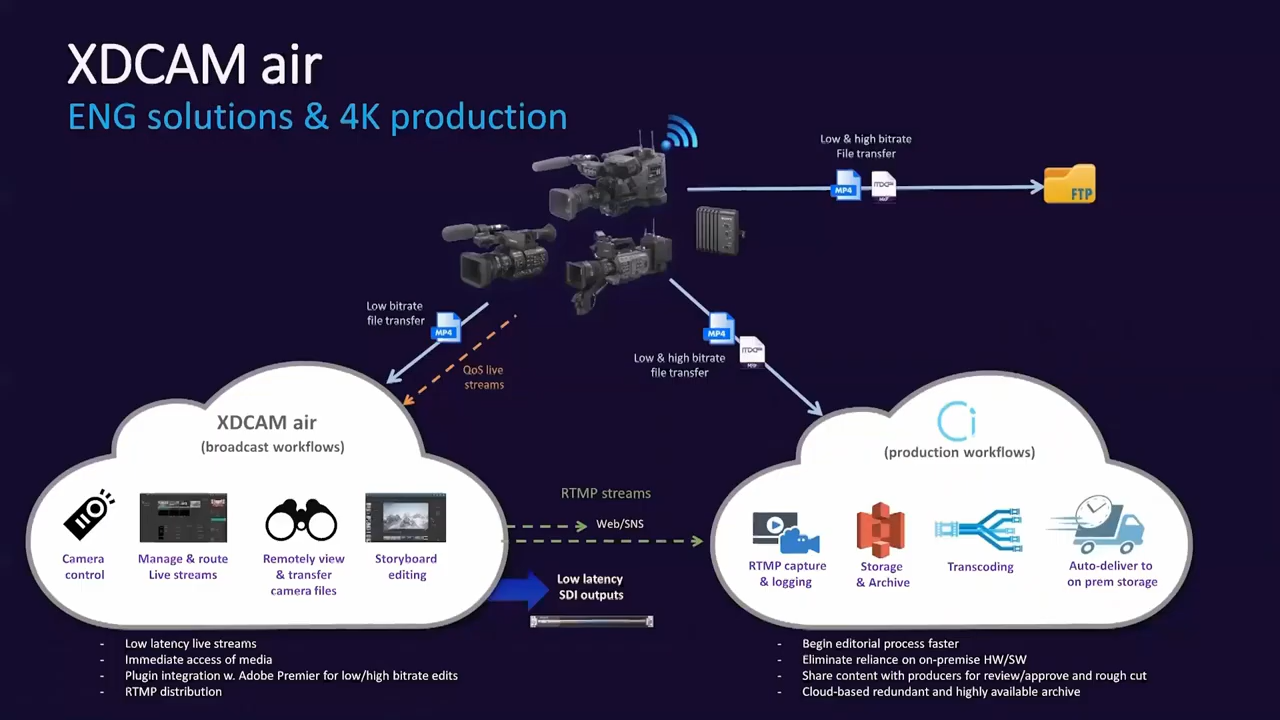 XDCAM air
ENG solutions & 4K production
Low & high bitrate
File transfer
MP4
MXF
FTP
Low bitrate
file transfer
MP4
QoS live
streams
MP4
MXF
Low & high bitrate
file transfer
XDCAM air
(broadcast workflows)
Camera
control
Manage & route
Live streams
Remotely view
& transfer
camera files
Storyboard
editing
RTMP streams
Web/SNS
Low latency
SDI outputs
Ci
(production workflows)
RTMP capture
& logging
Storage
& Archive
Transcoding
Auto-deliver to
on prem storage
- Low latency live streams
- Immediate access of media
- Plugin integration w. Adobe Premier for low/high bitrate edits
- RTMP distribution
- Begin editorial process faster
- Eliminate reliance on on-premise HW/SW
- Share content with producers for review/approve and rough cut
- Cloud-based redundant and highly available archive